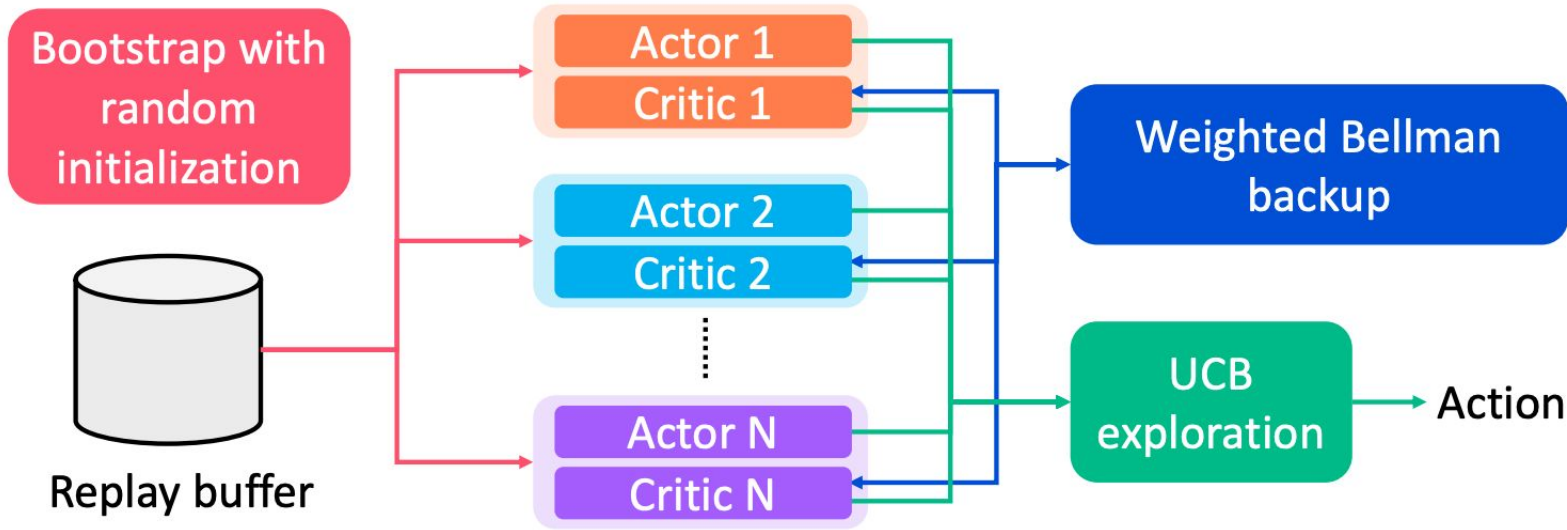 Bootstrap with
random
initialization
Replay buffer
Actor 1
Critic 1
Actor 2
Critic 2
Actor N
Critic N
Weighted Bellman
backup
UCB
exploration
Action